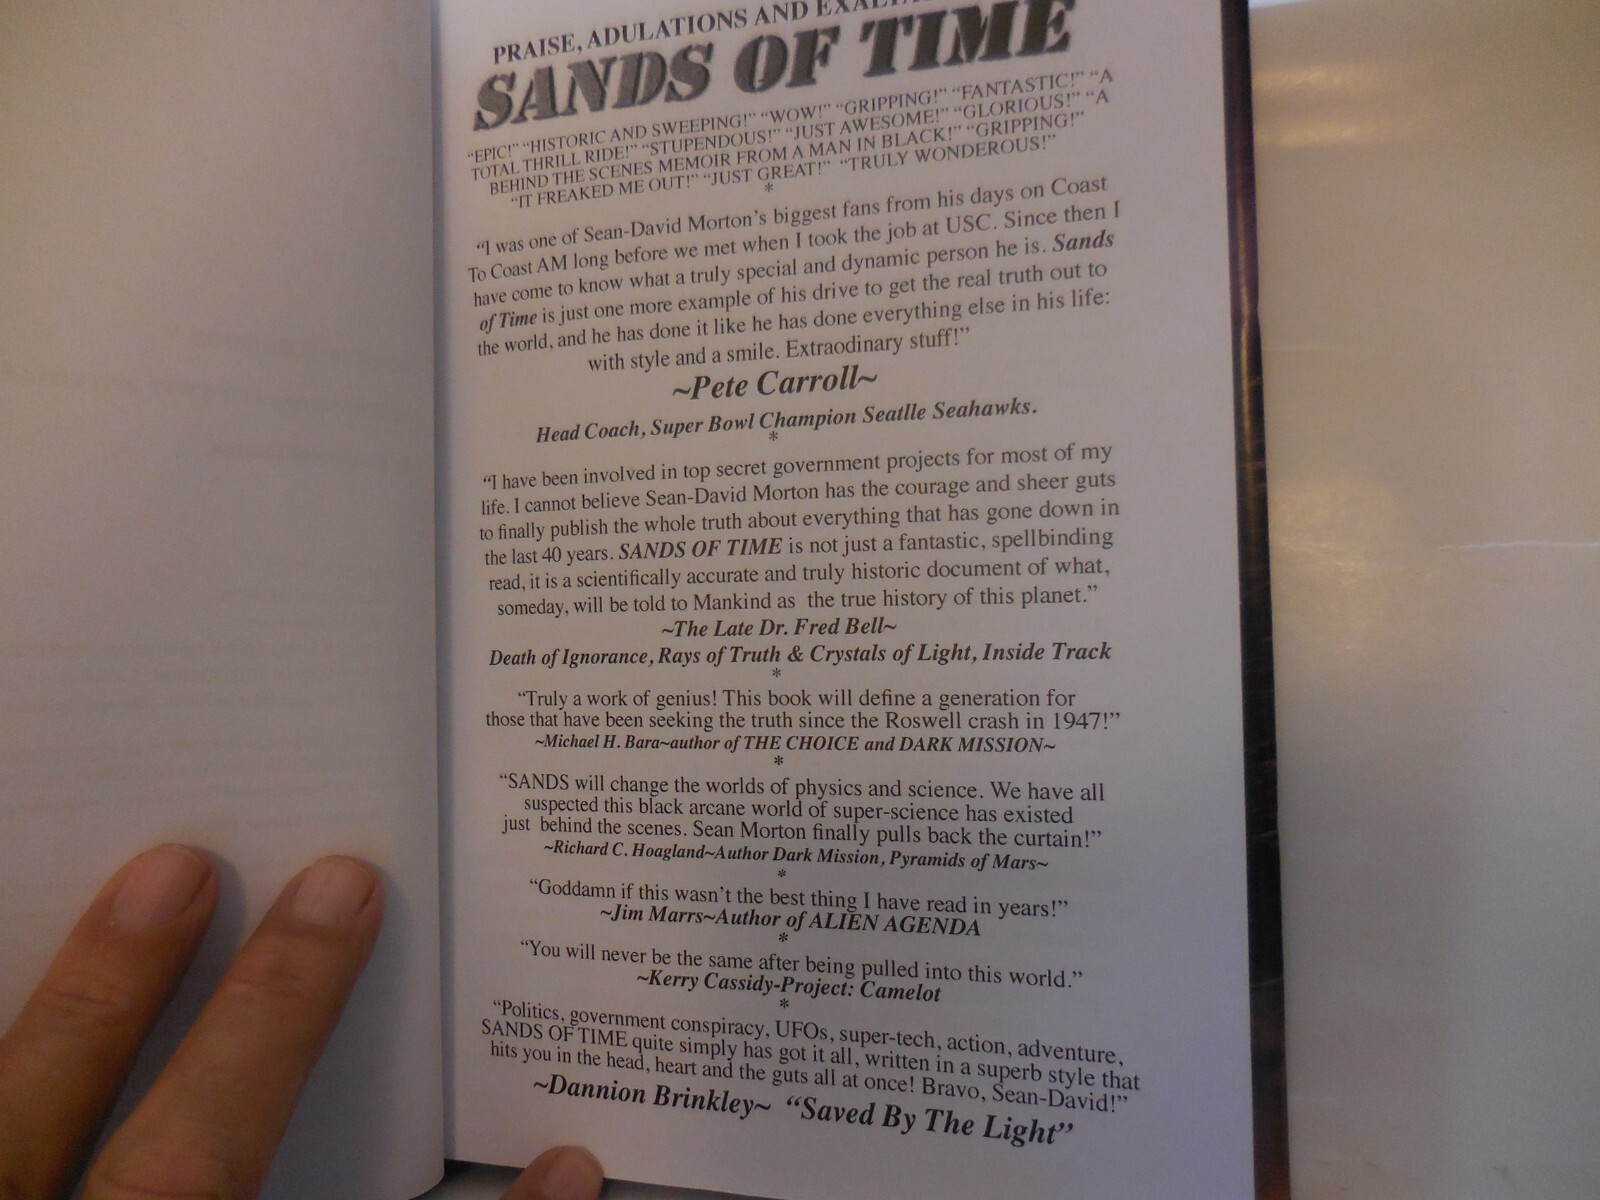 PRAISE, ADULATIONS AND
SANDS OF TIME
“EPIC!” “HISTORIC AND SWEEPING!” “WOW!” “GRIPPING!” “FANTASTIC!” “A
TOTAL THRILL RIDE!” “STUPENDOUS!” “JUST AWESOME!” “GLORIOUS!” “A
BEHIND THE SCENES MEMOIR FROM A MAN IN BLACK!” “GRIPPING!”
“IT FREAKED ME OUT!” “JUST GREAT!” “TRULY WONDEROUS!”
*
“I was one of Sean-David Morton’s biggest fans from his days on Coast
To Coast AM long before we met when I took the job at USC. Since then I
have come to know what a truly special and dynamic person he is. Sands
of Time is just one more example of his drive to get the real truth out to
the world, and he has done it like he has done everything else in his life:
with style and a smile. Extraodinary stuff!”
~Pete Carroll~
Head Coach, Super Bowl Champion Seatlle Seahawks.
*
“I have been involved in top secret government projects for most of my
life. I cannot believe Sean-David Morton has the courage and sheer guts
to finally publish the whole truth about everything that has gone down in
the last 40 years. SANDS OF TIME is not just a fantastic, spellbinding
read, it is a scientifically accurate and truly historic document of what,
someday, will be told to Mankind as the true history of this planet.”
~The Late Dr. Fred Bell~
Death of Ignorance, Rays of Truth & Crystals of Light, Inside Track
*
“Truly a work of genius! This book will define a generation for
those that have been seeking the truth since the Roswell crash in 1947!”
~Michael H. Bara~author of THE CHOICE and DARK MISSION~
*
“SANDS will change the worlds of physics and science. We have all
suspected this black arcane world of super-science has existed
just behind the scenes. Sean Morton finally pulls back the curtain!”
~Richard C. Hoagland~Author Dark Mission, Pyramids of Mars~
*
“Goddamn if this wasn’t the best thing I have read in years!”
~Jim Marrs~Author of ALIEN AGENDA
*
“You will never be the same after being pulled into this world.”
~Kerry Cassidy-Project: Camelot
*
“Politics, government conspiracy, UFOs, super-tech, action, adventure,
SANDS OF TIME quite simply has got it all, written in a superb style that
hits you in the head, heart and the guts all at once! Bravo, Sean-David!”
~Dannion Brinkley~ “Saved By The Light”